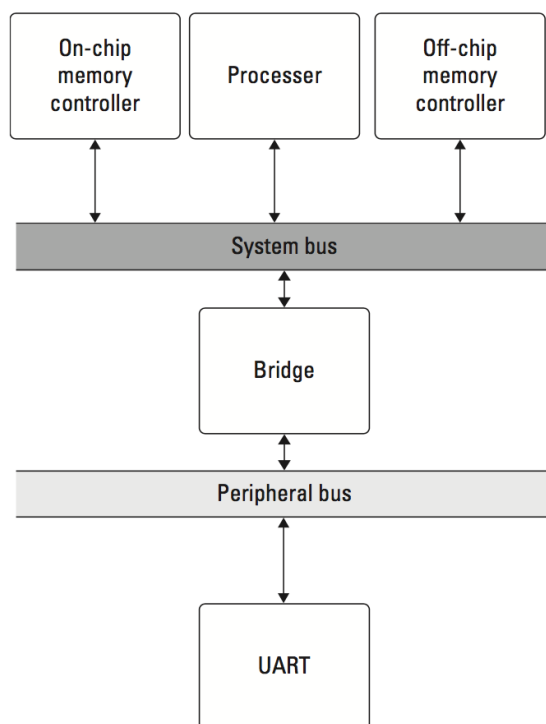 On-chip
memory
controller
Processer
Off-chip
memory
controller
System bus
Bridge
Peripheral bus
UART